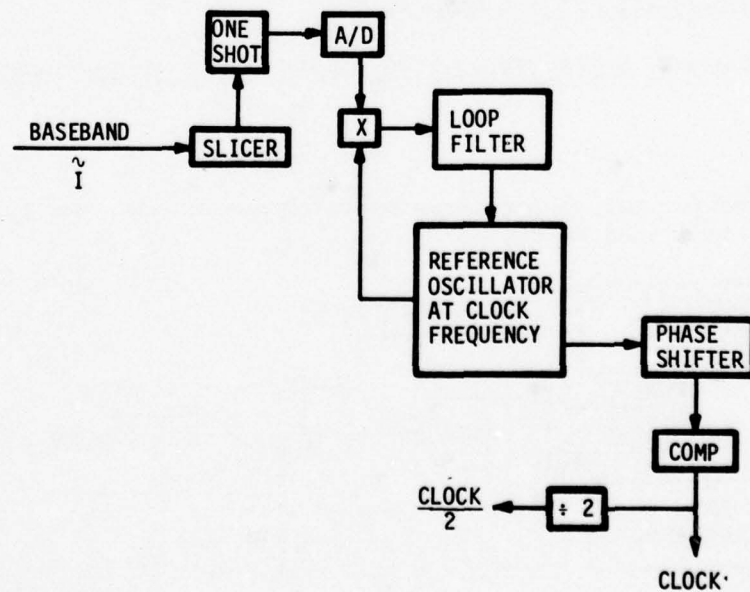 ONE
SHOT
A/D
BASEBAND
~
I
SLICER
X
LOOP
FILTER
REFERENCE
OSCILLATOR
AT CLOCK
FREQUENCY
PHASE
SHIFTER
COMP
CLOCK
2
÷ 2
CLOCK